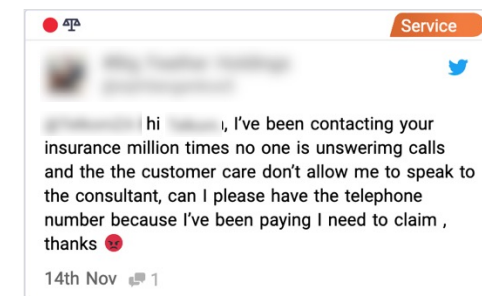 Service
hi , I've been contacting your
insurance million times no one is unswerimg calls
and the the customer care don't allow me to speak to
the consultant, can I please have the telephone
number because I've been paying I need to claim ,
thanks 😡
14th Nov 1